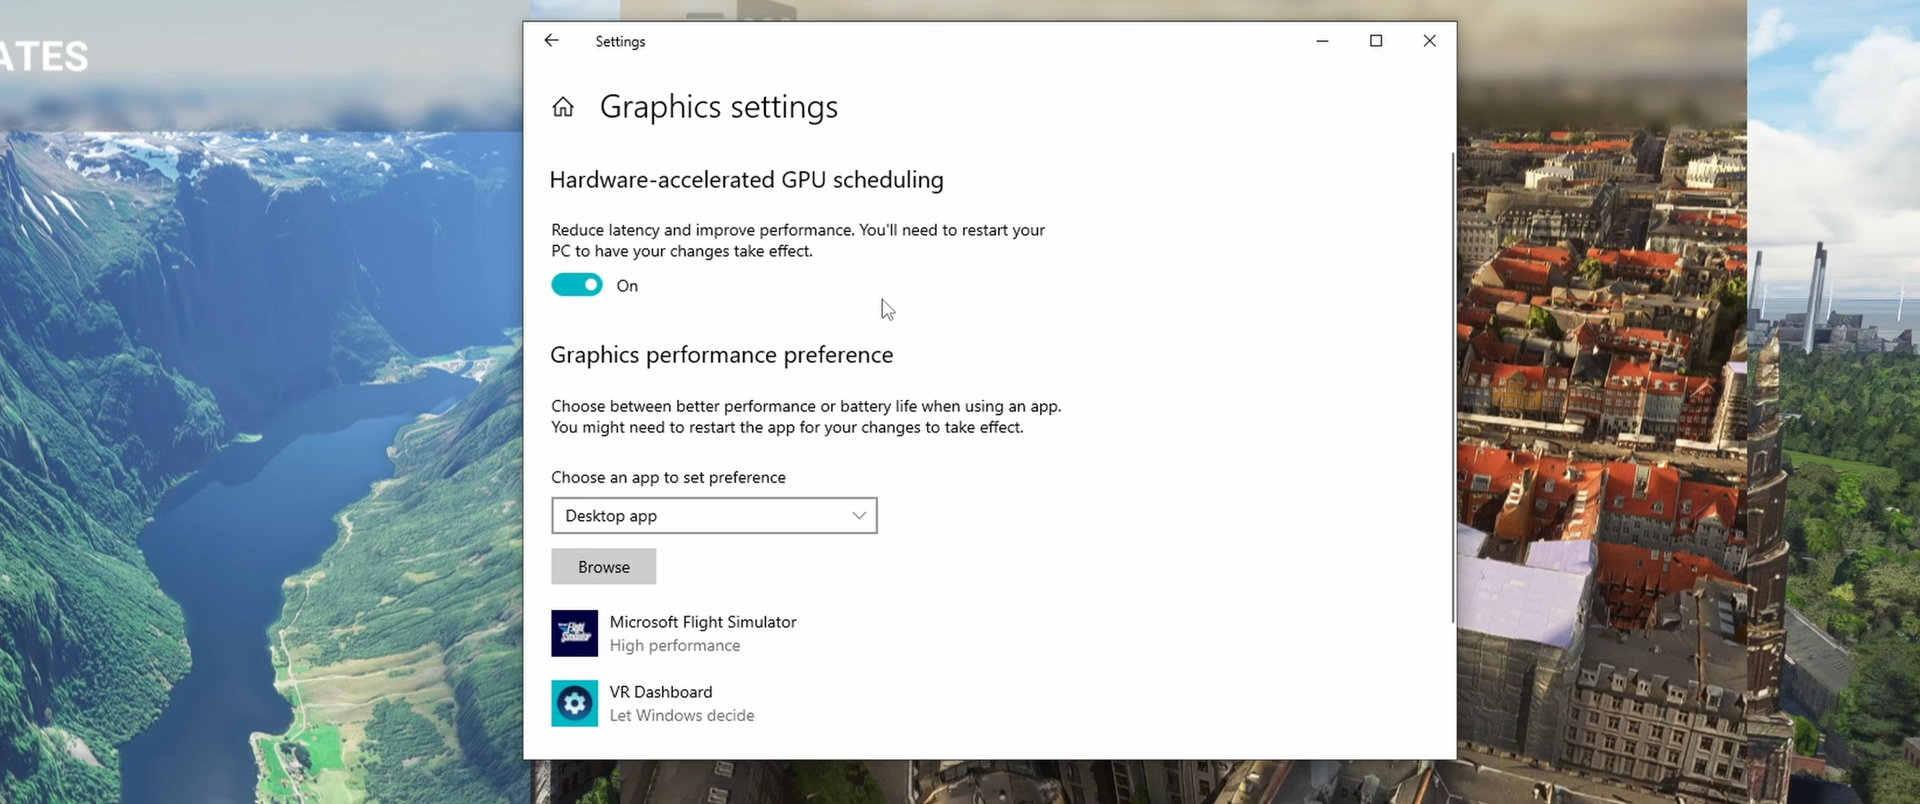 ATES
Settings
Graphics settings
Hardware-accelerated GPU scheduling
Reduce latency and improve performance. You'll need to restart your
PC to have your changes take effect.
On
Graphics performance preference
Choose between better performance or battery life when using an app.
You might need to restart the app for your changes to take effect.
Choose an app to set preference
Desktop app
Browse
Flight Simulator
Microsoft Flight Simulator
High performance
VR Dashboard
Let Windows decide